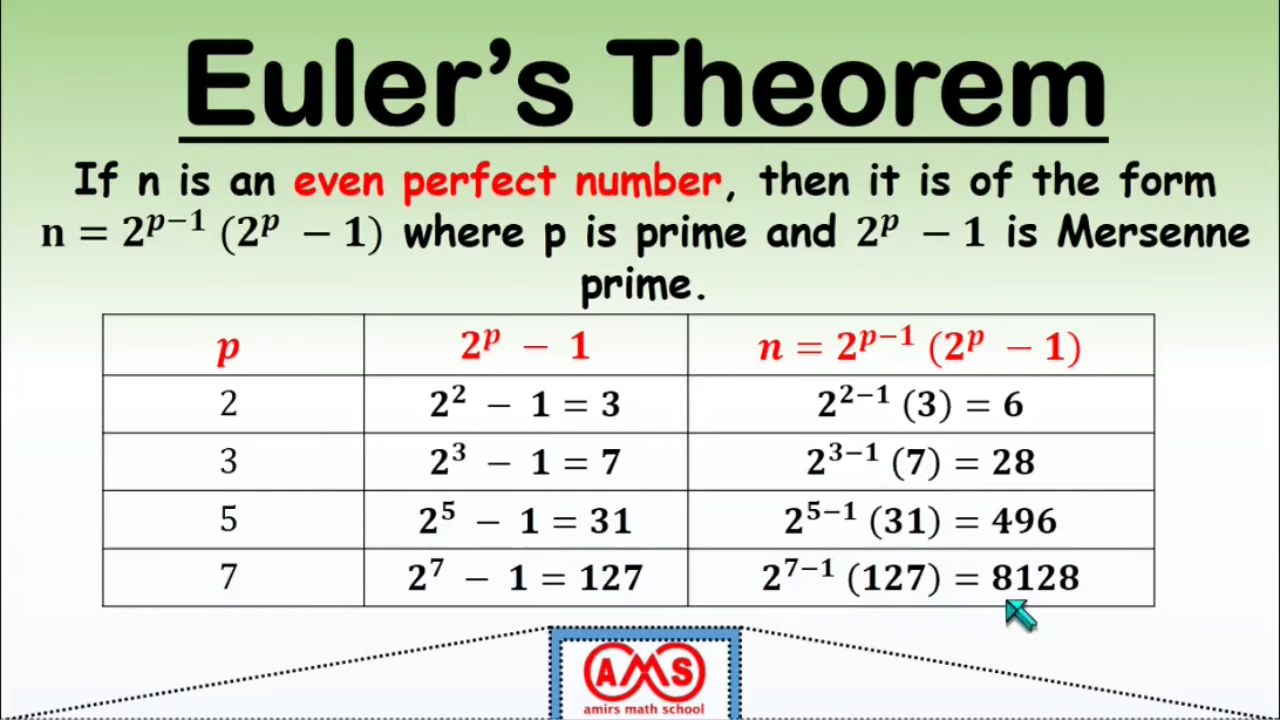 Euler’s Theorem
If n is an even perfect number, then it is of the form
n = 2^{p−1} (2^p − 1) where p is prime and 2^p − 1 is Mersenne
prime.
p 2^p − 1 n = 2^{p−1} (2^p − 1)
2 2^2 − 1 = 3 2^{2−1} (3) = 6
3 2^3 − 1 = 7 2^{3−1} (7) = 28
5 2^5 − 1 = 31 2^{5−1} (31) = 496
7 2^7 − 1 = 127 2^{7−1} (127) = 8128
AMS
amirs math school